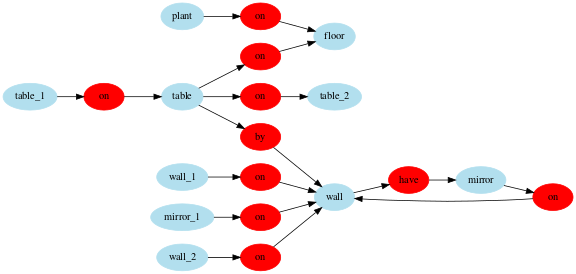 plant
on
floor
on
table_1
on
table
on
table_2
by
wall_1
on
have
mirror
wall
on
mirror_1
on
wall_2
on